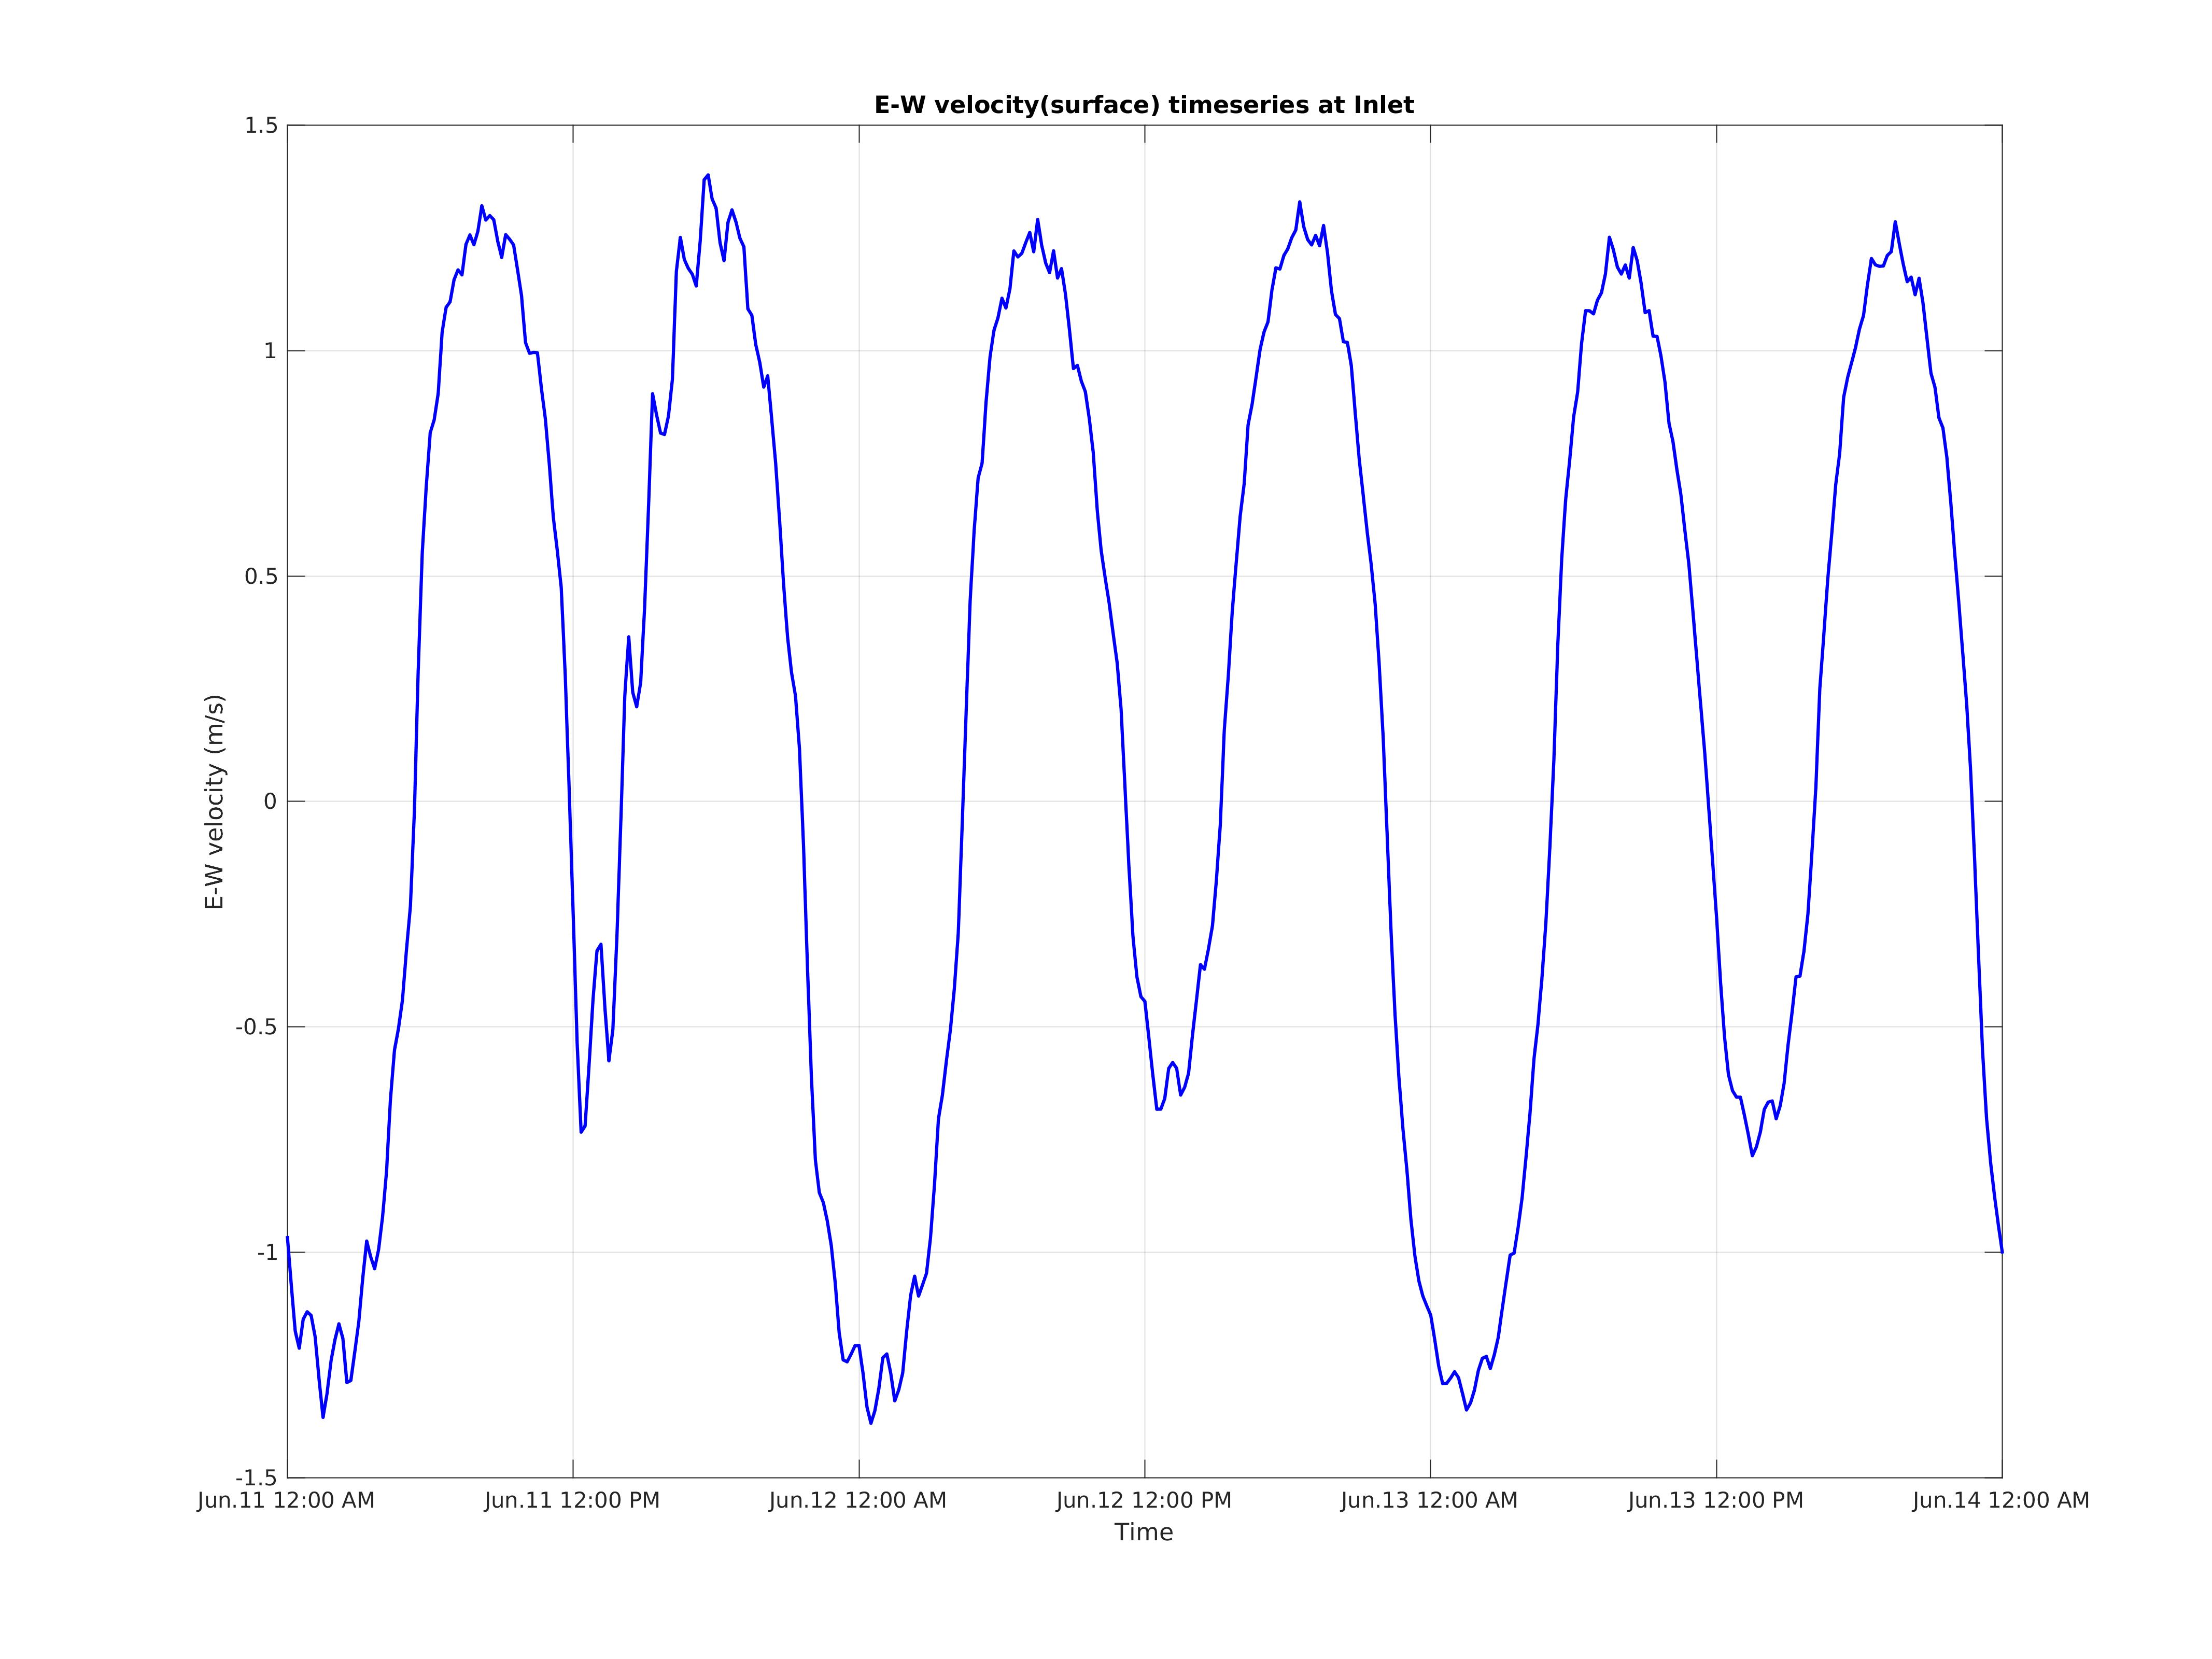 E-W velocity(surface) timeseries at Inlet
1.5
1
0.5
0
-0.5
-1
-1.5
E-W velocity (m/s)
Jun.11 12:00 AM
Jun.11 12:00 PM
Jun.12 12:00 AM
Jun.12 12:00 PM
Jun.13 12:00 AM
Jun.13 12:00 PM
Jun.14 12:00 AM
Time